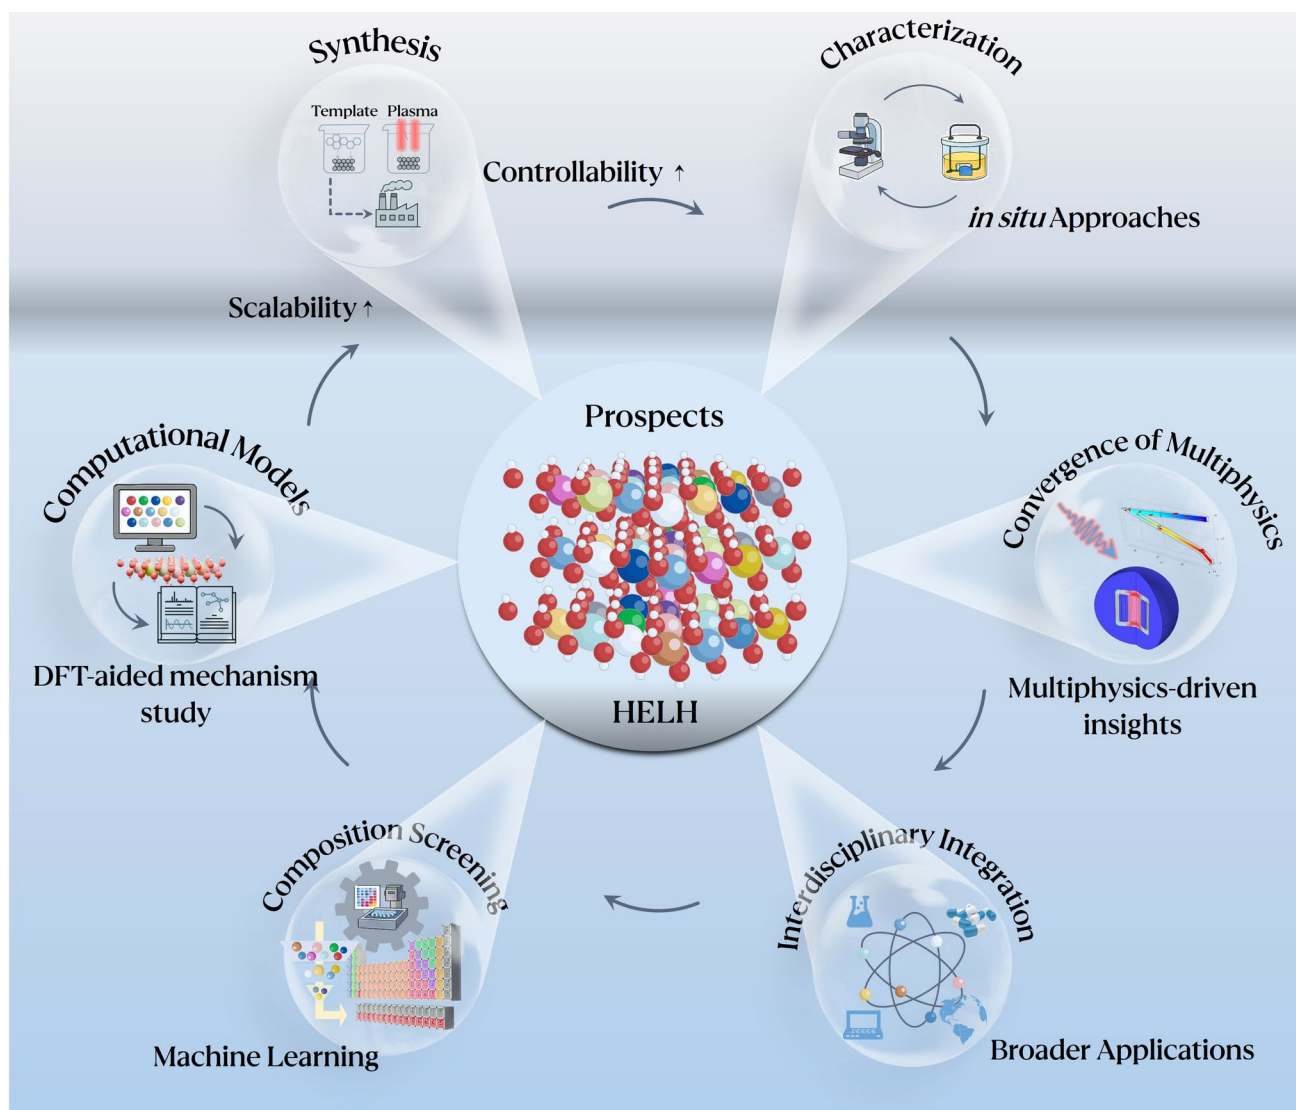 Synthesis
Template Plasma
Controllability ↑
Scalability ↑
Characterization
in situ Approaches
Prospects
HELH
Computational Models
DFT-aided mechanism
study
Convergence of Multiphysics
Multiphysics-driven
insights
Composition Screening
Machine Learning
Interdisciplinary Integration
Broader Applications